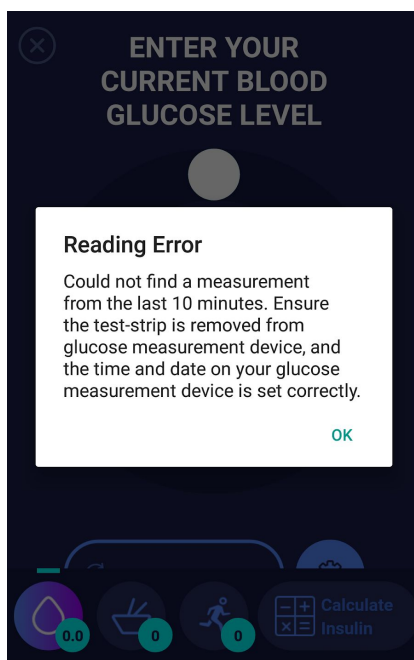 ENTER YOUR
CURRENT BLOOD
GLUCOSE LEVEL
Reading Error
Could not find a measurement
from the last 10 minutes. Ensure
the test-strip is removed from
glucose measurement device, and
the time and date on your glucose
measurement device is set correctly.
OK
0.0
0
0
Calculate
Insulin